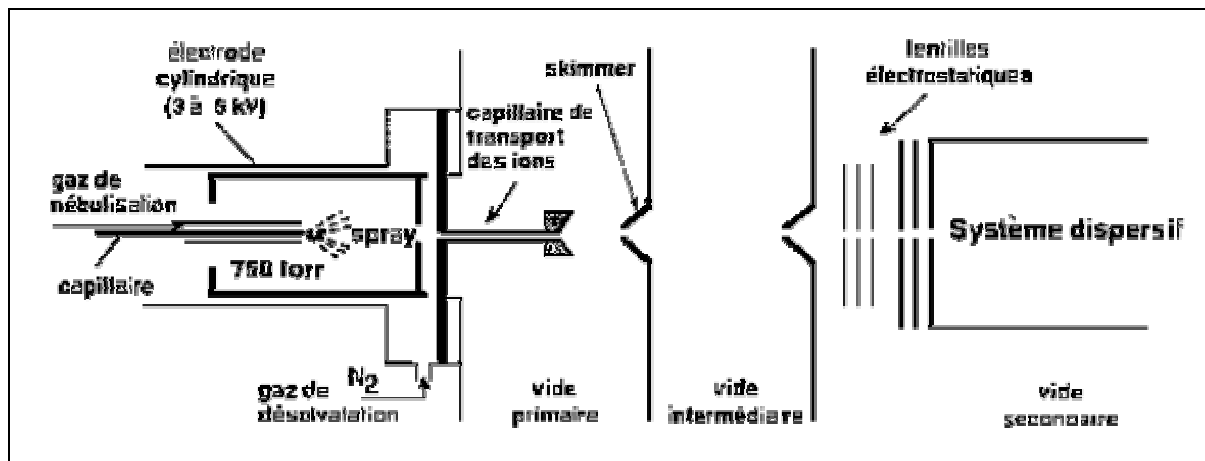 électrode
cylindrique
(3 à 6 kV)
gaz de
nébulisation
capillaire
spray
750 torr
N2
gaz de
désolvatation
capillaire de
transport
des ions
skimmer
vide
primaire
vide
intermédiaire
lentilles
électrostatiques
Système dispersif
vide
secondaire